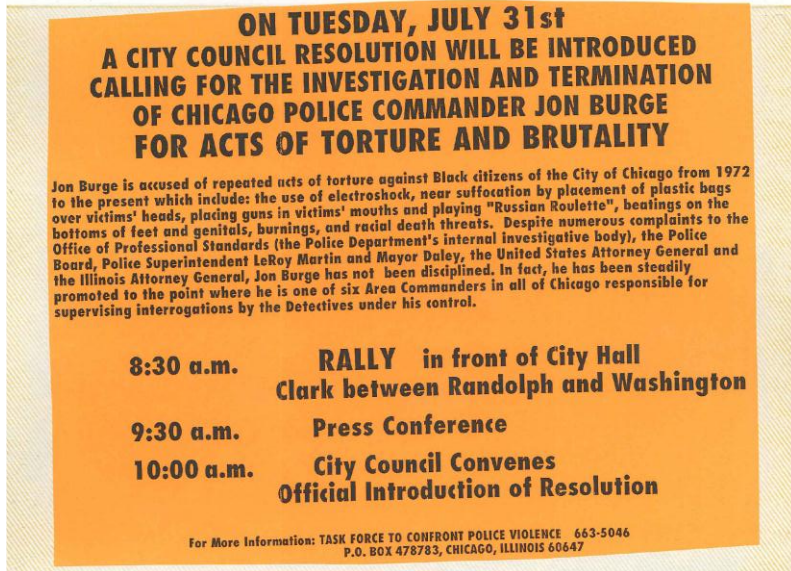 ON TUESDAY, JULY 31st
A CITY COUNCIL RESOLUTION WILL BE INTRODUCED
CALLING FOR THE INVESTIGATION AND TERMINATION
OF CHICAGO POLICE COMMANDER JON BURGE
FOR ACTS OF TORTURE AND BRUTALITY
Jon Burge is accused of repeated acts of torture against Black citizens of the City of Chicago from 1972
to the present which include: the use of electroshock, near suffocation by placement of plastic bags
over victims' heads, placing guns in victims' mouths and playing "Russian Roulette", beatings on the
bottoms of feet and genitals, burnings, and racial death threats. Despite numerous complaints to the
Office of Professional Standards (the Police Department's internal investigative body), the Police
Board, Police Superintendent LeRoy Martin and Mayor Daley, the United States Attorney General and
the Illinois Attorney General, Jon Burge has not been disciplined. In fact, he has been steadily
promoted to the point where he is one of six Area Commanders in all of Chicago responsible for
supervising interrogations by the Detectives under his control.
8:30 a.m. RALLY in front of City Hall
Clark between Randolph and Washington
9:30 a.m. Press Conference
10:00 a.m. City Council Convenes
Official Introduction of Resolution
For More Information: TASK FORCE TO CONFRONT POLICE VIOLENCE 663-5046
P.O. BOX 478783, CHICAGO, ILLINOIS 60647